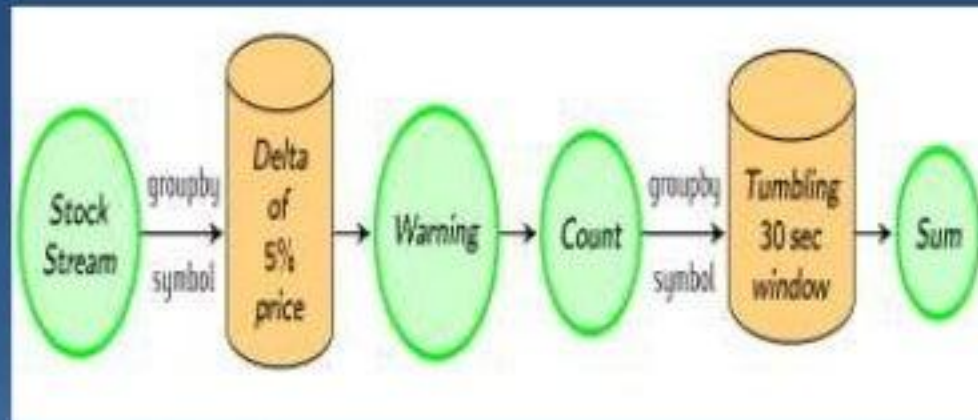 Stock
Stream
groupby
symbol
Delta
of
5%
price
Warning
Count
groupby
symbol
Tumbling
30 sec
window
Sum